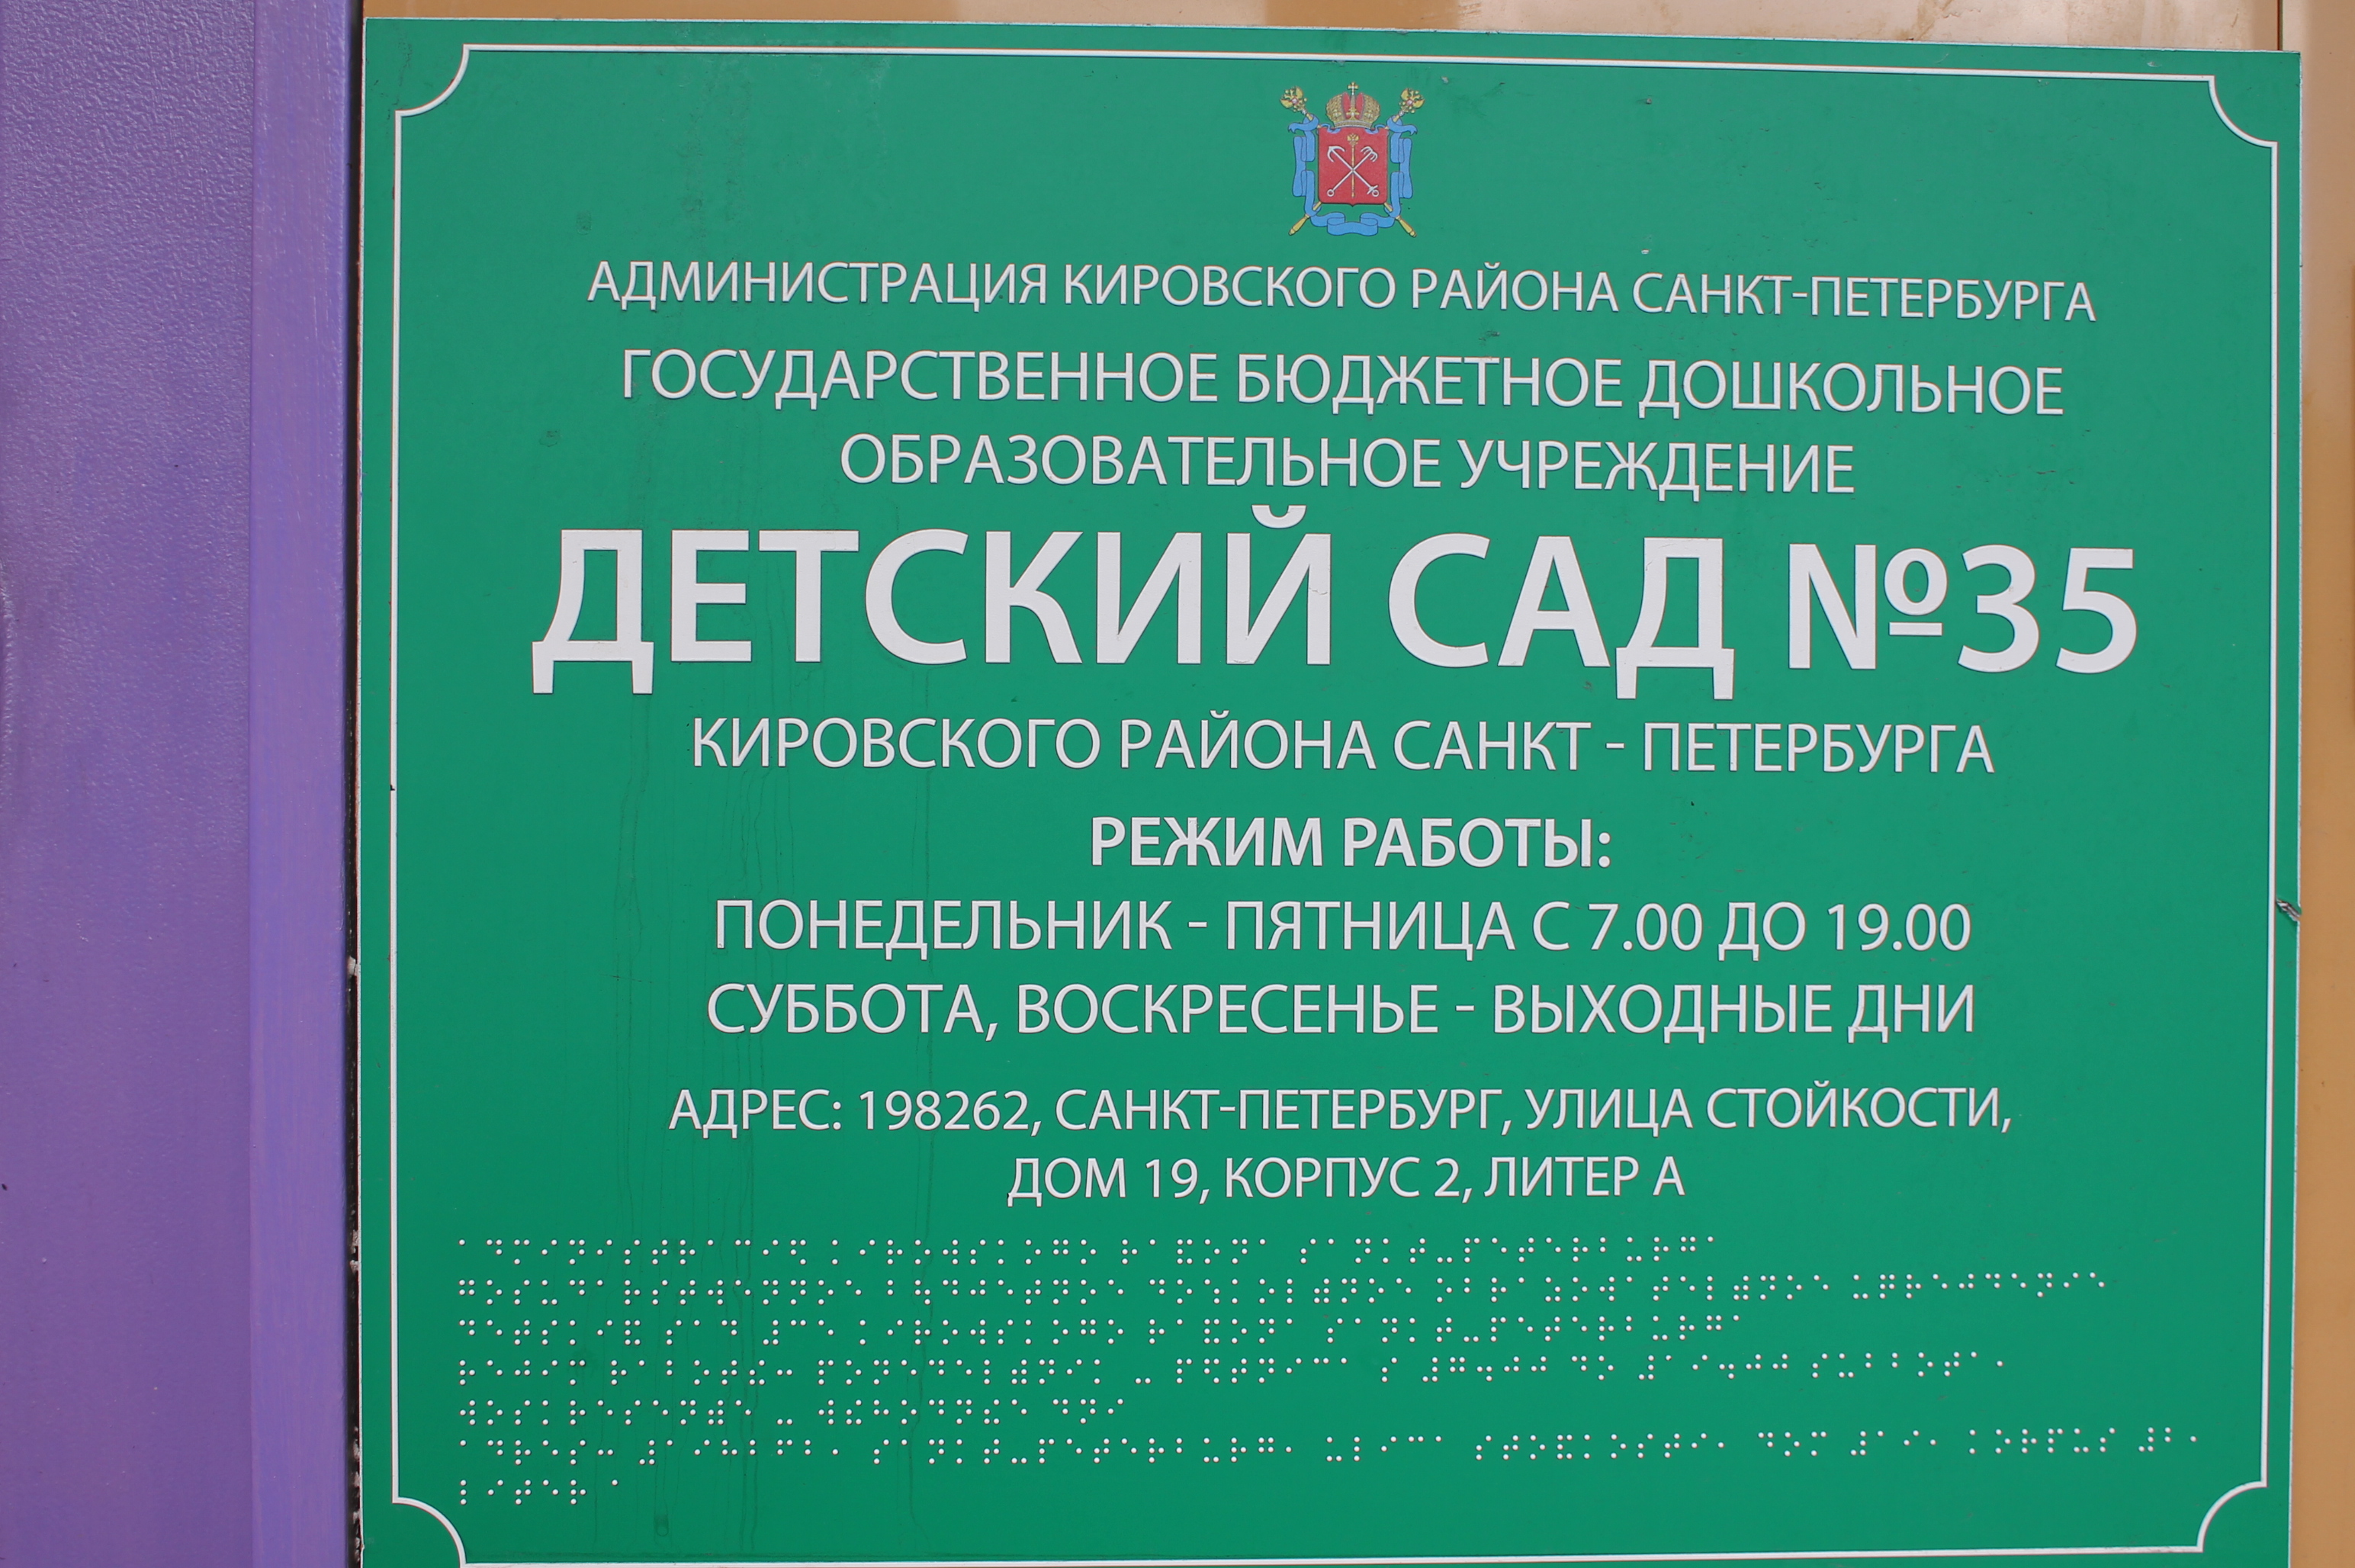 АДМИНИСТРАЦИЯ КИРОВСКОГО РАЙОНА САНКТ-ПЕТЕРБУРГА
ГОСУДАРСТВЕННОЕ БЮДЖЕТНОЕ ДОШКОЛЬНОЕ
ОБРАЗОВАТЕЛЬНОЕ УЧРЕЖДЕНИЕ
ДЕТСКИЙ САД №35
КИРОВСКОГО РАЙОНА САНКТ - ПЕТЕРБУРГА
РЕЖИМ РАБОТЫ:
ПОНЕДЕЛЬНИК - ПЯТНИЦА С 7.00 ДО 19.00
СУББОТА, ВОСКРЕСЕНЬЕ - ВЫХОДНЫЕ ДНИ
АДРЕС: 198262, САНКТ-ПЕТЕРБУРГ, УЛИЦА СТОЙКОСТИ,
ДОМ 19, КОРПУС 2, ЛИТЕР А